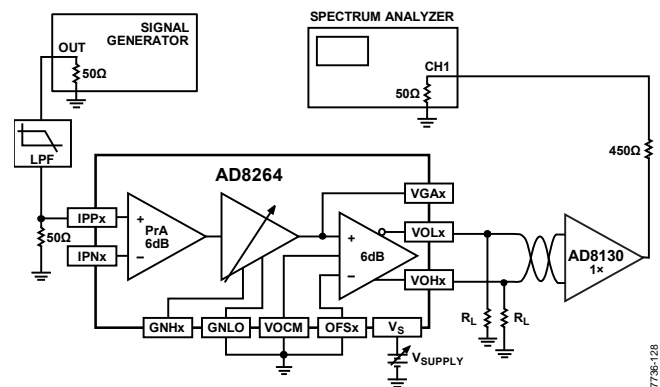 SIGNAL
GENERATOR
OUT
50Ω
SPECTRUM ANALYZER
CH1
50Ω
LPF
450Ω
AD8264
VGAx
IPPx
+
PrA
6dB
–
+
6dB
–
VOLx
AD8130
1×
50Ω
IPNx
VOHx
GNHx
GNLO
VOCM
OFSx
VS
RL
RL
VSUPPLY
07736-128